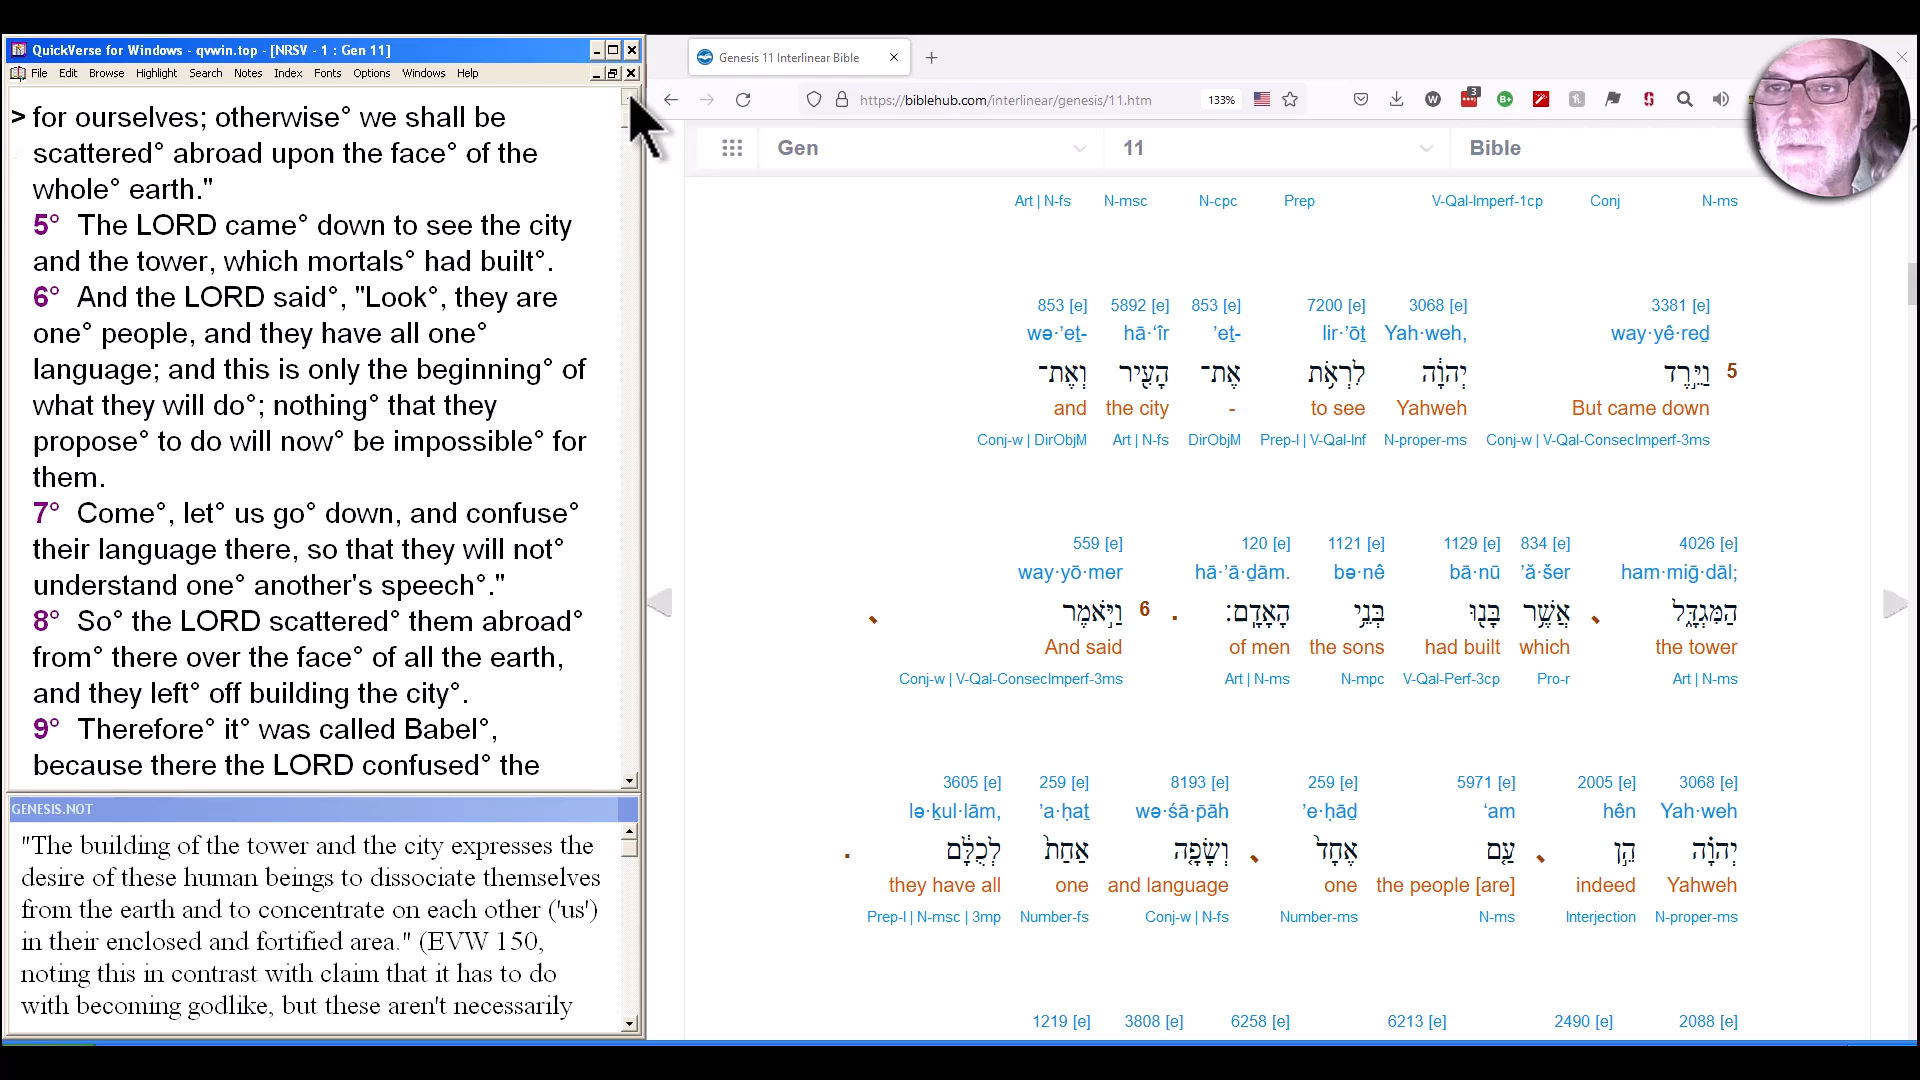 QuickVerse for Windows - qvwin.top - [NRSV - 1 : Gen 11]
File Edit Browse Highlight Search Notes Index Fonts Options Windows Help
> for ourselves; otherwise° we shall be
scattered° abroad upon the face° of the
whole° earth."
5° The LORD came° down to see the city
and the tower, which mortals° had built°.
6° And the LORD said°, "Look°, they are
one° people, and they have all one°
language; and this is only the beginning° of
what they will do°; nothing° that they
propose° to do will now° be impossible° for
them.
7° Come°, let° us go° down, and confuse°
their language there, so that they will not°
understand one° another's speech°."
8° So° the LORD scattered° them abroad°
from° there over the face° of all the earth,
and they left° off building the city°.
9° Therefore° it° was called Babel°,
because there the LORD confused° the
GENESIS.NOT
"The building of the tower and the city expresses the
desire of these human beings to dissociate themselves
from the earth and to concentrate on each other ('us')
in their enclosed and fortified area." (EVW 150,
noting this in contrast with claim that it has to do
with becoming godlike, but these aren't necessarily
Genesis 11 Interlinear Bible
https://biblehub.com/interlinear/genesis/11.htm 133% 3
Gen 11 Bible
Art | N-fs N-msc N-cpc Prep V-Qal-Imperf-1cp Conj N-ms
853 [e] 5892 [e] 853 [e] 7200 [e] 3068 [e] 3381 [e]
wə·’eṯ- hā·‘îr ’eṯ- lir·’ōṯ Yah·weh, way·yê·reḏ
5 וַיֵּ֣רֶד יְהוָ֔ה לִרְאֹ֥ת אֶת־ הָעִ֖יר וְאֶת־
and the city - to see Yahweh But came down
Conj-w | DirObjM Art | N-fs DirObjM Prep-l | V-Qal-Inf N-proper-ms Conj-w | V-Qal-ConsecImperf-3ms
559 [e] 120 [e] 1121 [e] 1129 [e] 834 [e] 4026 [e]
way·yō·mer hā·’ā·ḏām. bə·nê bā·nū ’ă·šer ham·miḡ·dāl;
הַמִּגְדָּ֑ל 、 אֲשֶׁ֥ר בָּנ֖וּ בְּנֵ֥י הָאָדָֽם׃ . 6 וַיֹּ֣אמֶר 、
And said of men the sons had built which the tower
Conj-w | V-Qal-ConsecImperf-3ms Art | N-ms N-mpc V-Qal-Perf-3cp Pro-r Art | N-ms
3605 [e] 259 [e] 8193 [e] 259 [e] 5971 [e] 2005 [e] 3068 [e]
lə·ḵul·lām, ’a·ḥaṯ wə·śā·p̄āh ’e·ḥāḏ ‘am hên Yah·weh
יְהוָ֗ה הֵ֣ן 、 עַ֤ם אֶחָד֙ 、 וְשָׂפָ֤ה אַחַת֙ לְכֻלָּ֔ם .
they have all one and language one the people [are] indeed Yahweh
Prep-l | N-msc | 3mp Number-fs Conj-w | N-fs Number-ms N-ms Interjection N-proper-ms
1219 [e] 3808 [e] 6258 [e] 6213 [e] 2490 [e] 2088 [e]